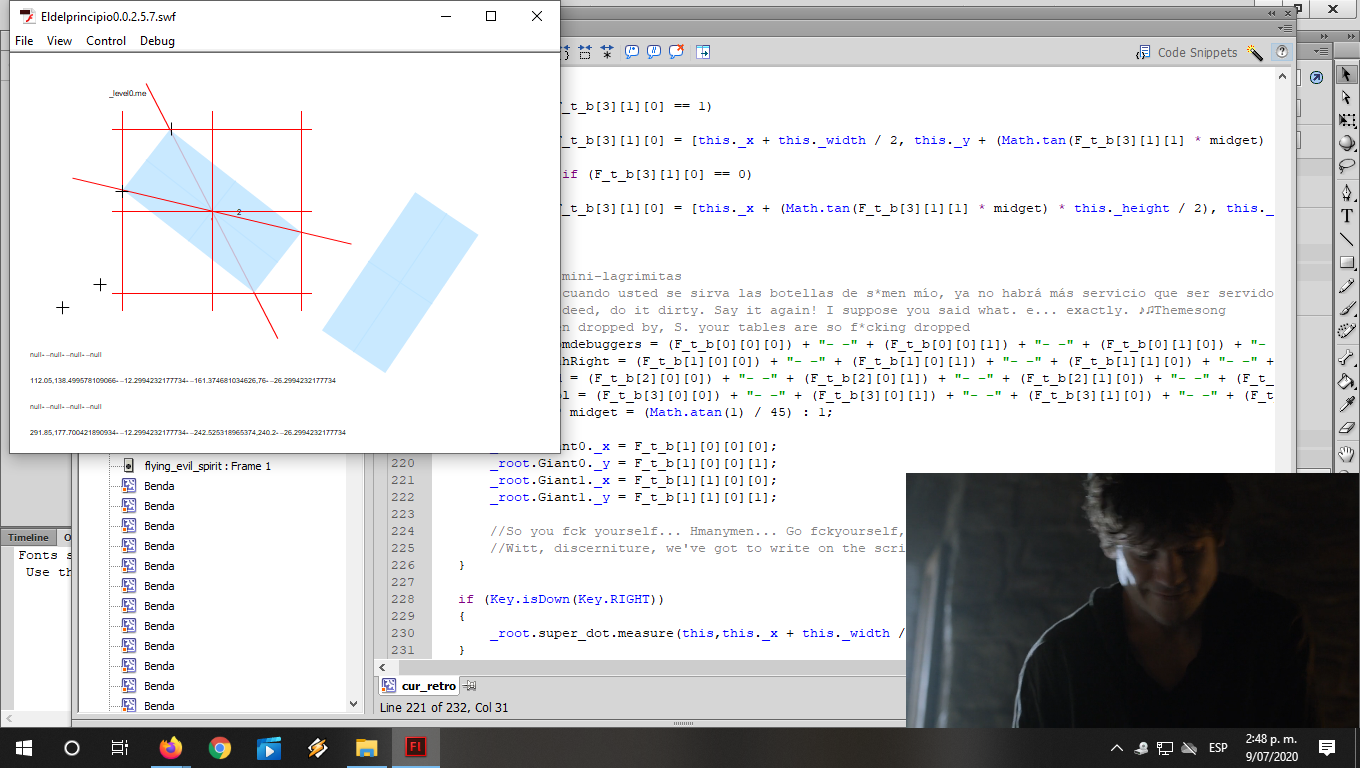 Eldelprincipio0.0.2.5.7.swf
File View Control Debug
_level0.me
2
null- –null- –null- –null
112.05,138.499578109066- –12.2994232177734- –161.374681034626,76- –26.2994232177734
null- –null- –null- –null
291.85,177.700421890934- –12.2994232177734- –242.525318965374,240.2- –26.2994232177734
Code Snippets
_t_b[3][1][0] == 1)
_t_b[3][1][0] = [this._x + this._width / 2, this._y + (Math.tan(F_t_b[3][1][1] * midget)
if (F_t_b[3][1][0] == 0)
_t_b[3][1][0] = [this._x + (Math.tan(F_t_b[3][1][1] * midget) * this._height / 2), this._
mini-lagrimitas
cuando usted se sirva las botellas de s*men mío, ya no habrá más servicio que ser servido
deed, do it dirty. Say it again! I suppose you said what. e... exactly. ♪♫Themesong
n dropped by, S. your tables are so f*cking dropped
omdebuggers = (F_t_b[0][0][0]) + "- –" + (F_t_b[0][0][1]) + "- –" + (F_t_b[0][1][0]) + "-
hRight = (F_t_b[1][0][0]) + "- –" + (F_t_b[1][0][1]) + "- –" + (F_t_b[1][1][0]) + "- –" +
l = (F_t_b[2][0][0]) + "- –" + (F_t_b[2][0][1]) + "- –" + (F_t_b[2][1][0]) + "- –" + (F_t_
ol = (F_t_b[3][0][0]) + "- –" + (F_t_b[3][0][1]) + "- –" + (F_t_b[3][1][0]) + "- –" + (F_t
midget = (Math.atan(1) / 45) : 1;
nt0._x = F_t_b[1][0][0][0];
220 _root.Giant0._y = F_t_b[1][0][0][1];
221 _root.Giant1._x = F_t_b[1][1][0][0];
222 _root.Giant1._y = F_t_b[1][1][0][1];
223
224 //So you fck yourself... Hmanymen... Go fckyourself,
225 //Witt, discerniture, we've got to write on the scri
226 }
227
228 if (Key.isDown(Key.RIGHT))
229 {
230 _root.super_dot.measure(this,this._x + this._width /
231 }
flying_evil_spirit : Frame 1
Benda
Benda
Benda
Benda
Benda
Benda
Benda
Benda
Benda
Benda
Benda
Benda
Timeline O
Fonts s
Use th
cur_retro
Line 221 of 232, Col 31
T
Fl
ESP
2:48 p. m.
9/07/2020